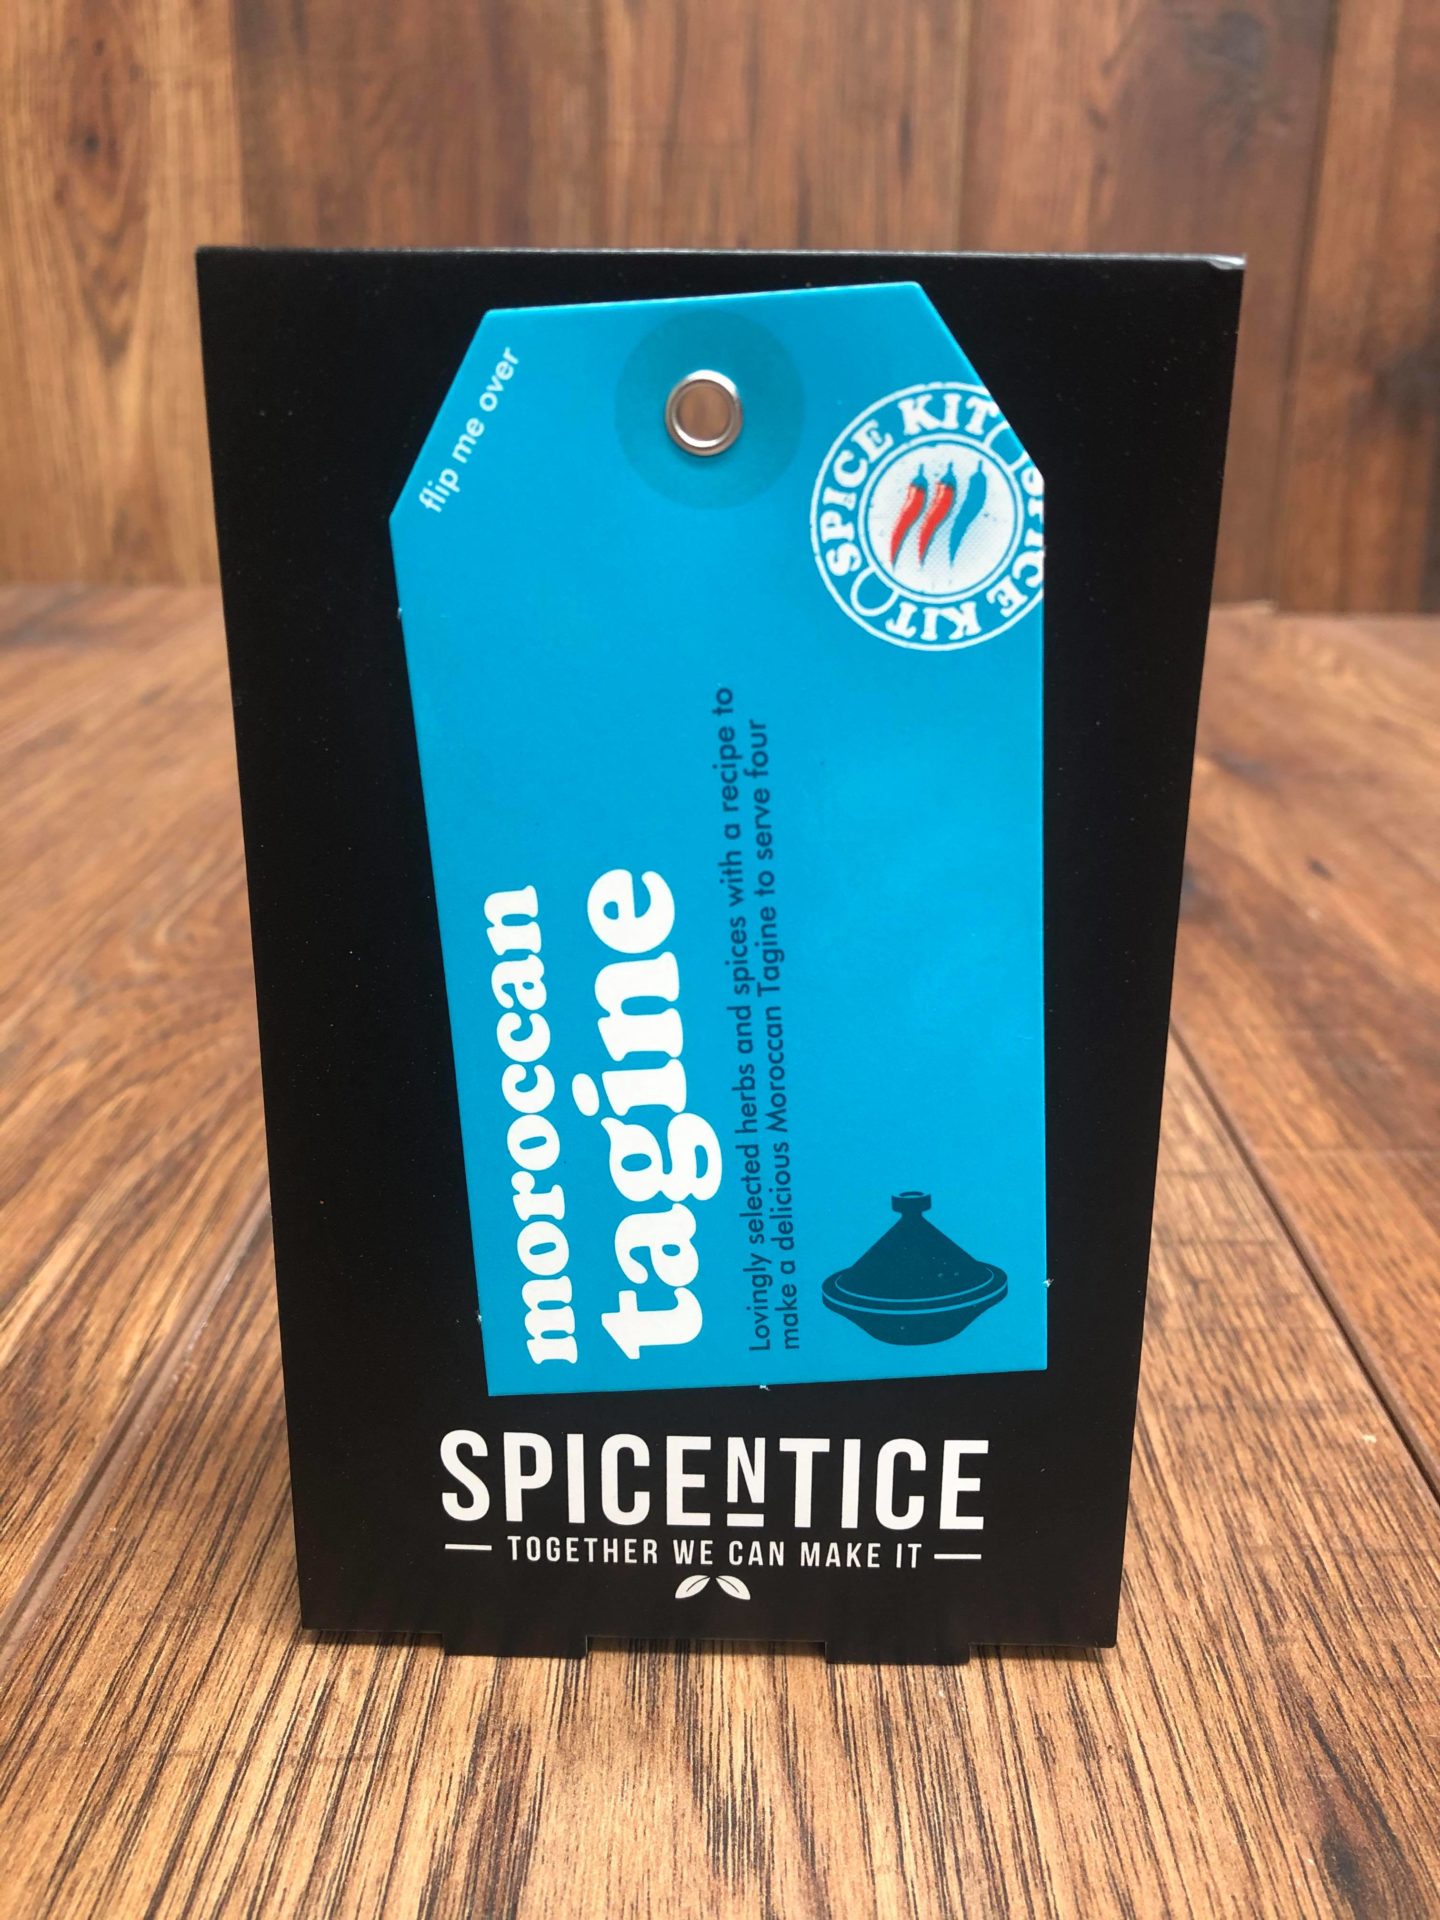 flip me over
SPICE KIT
SPICE KIT
moroccan
tagine
Lovingly selected herbs and spices with a recipe to
make a delicious Moroccan Tagine to serve four
SPICENTICE
TOGETHER WE CAN MAKE IT